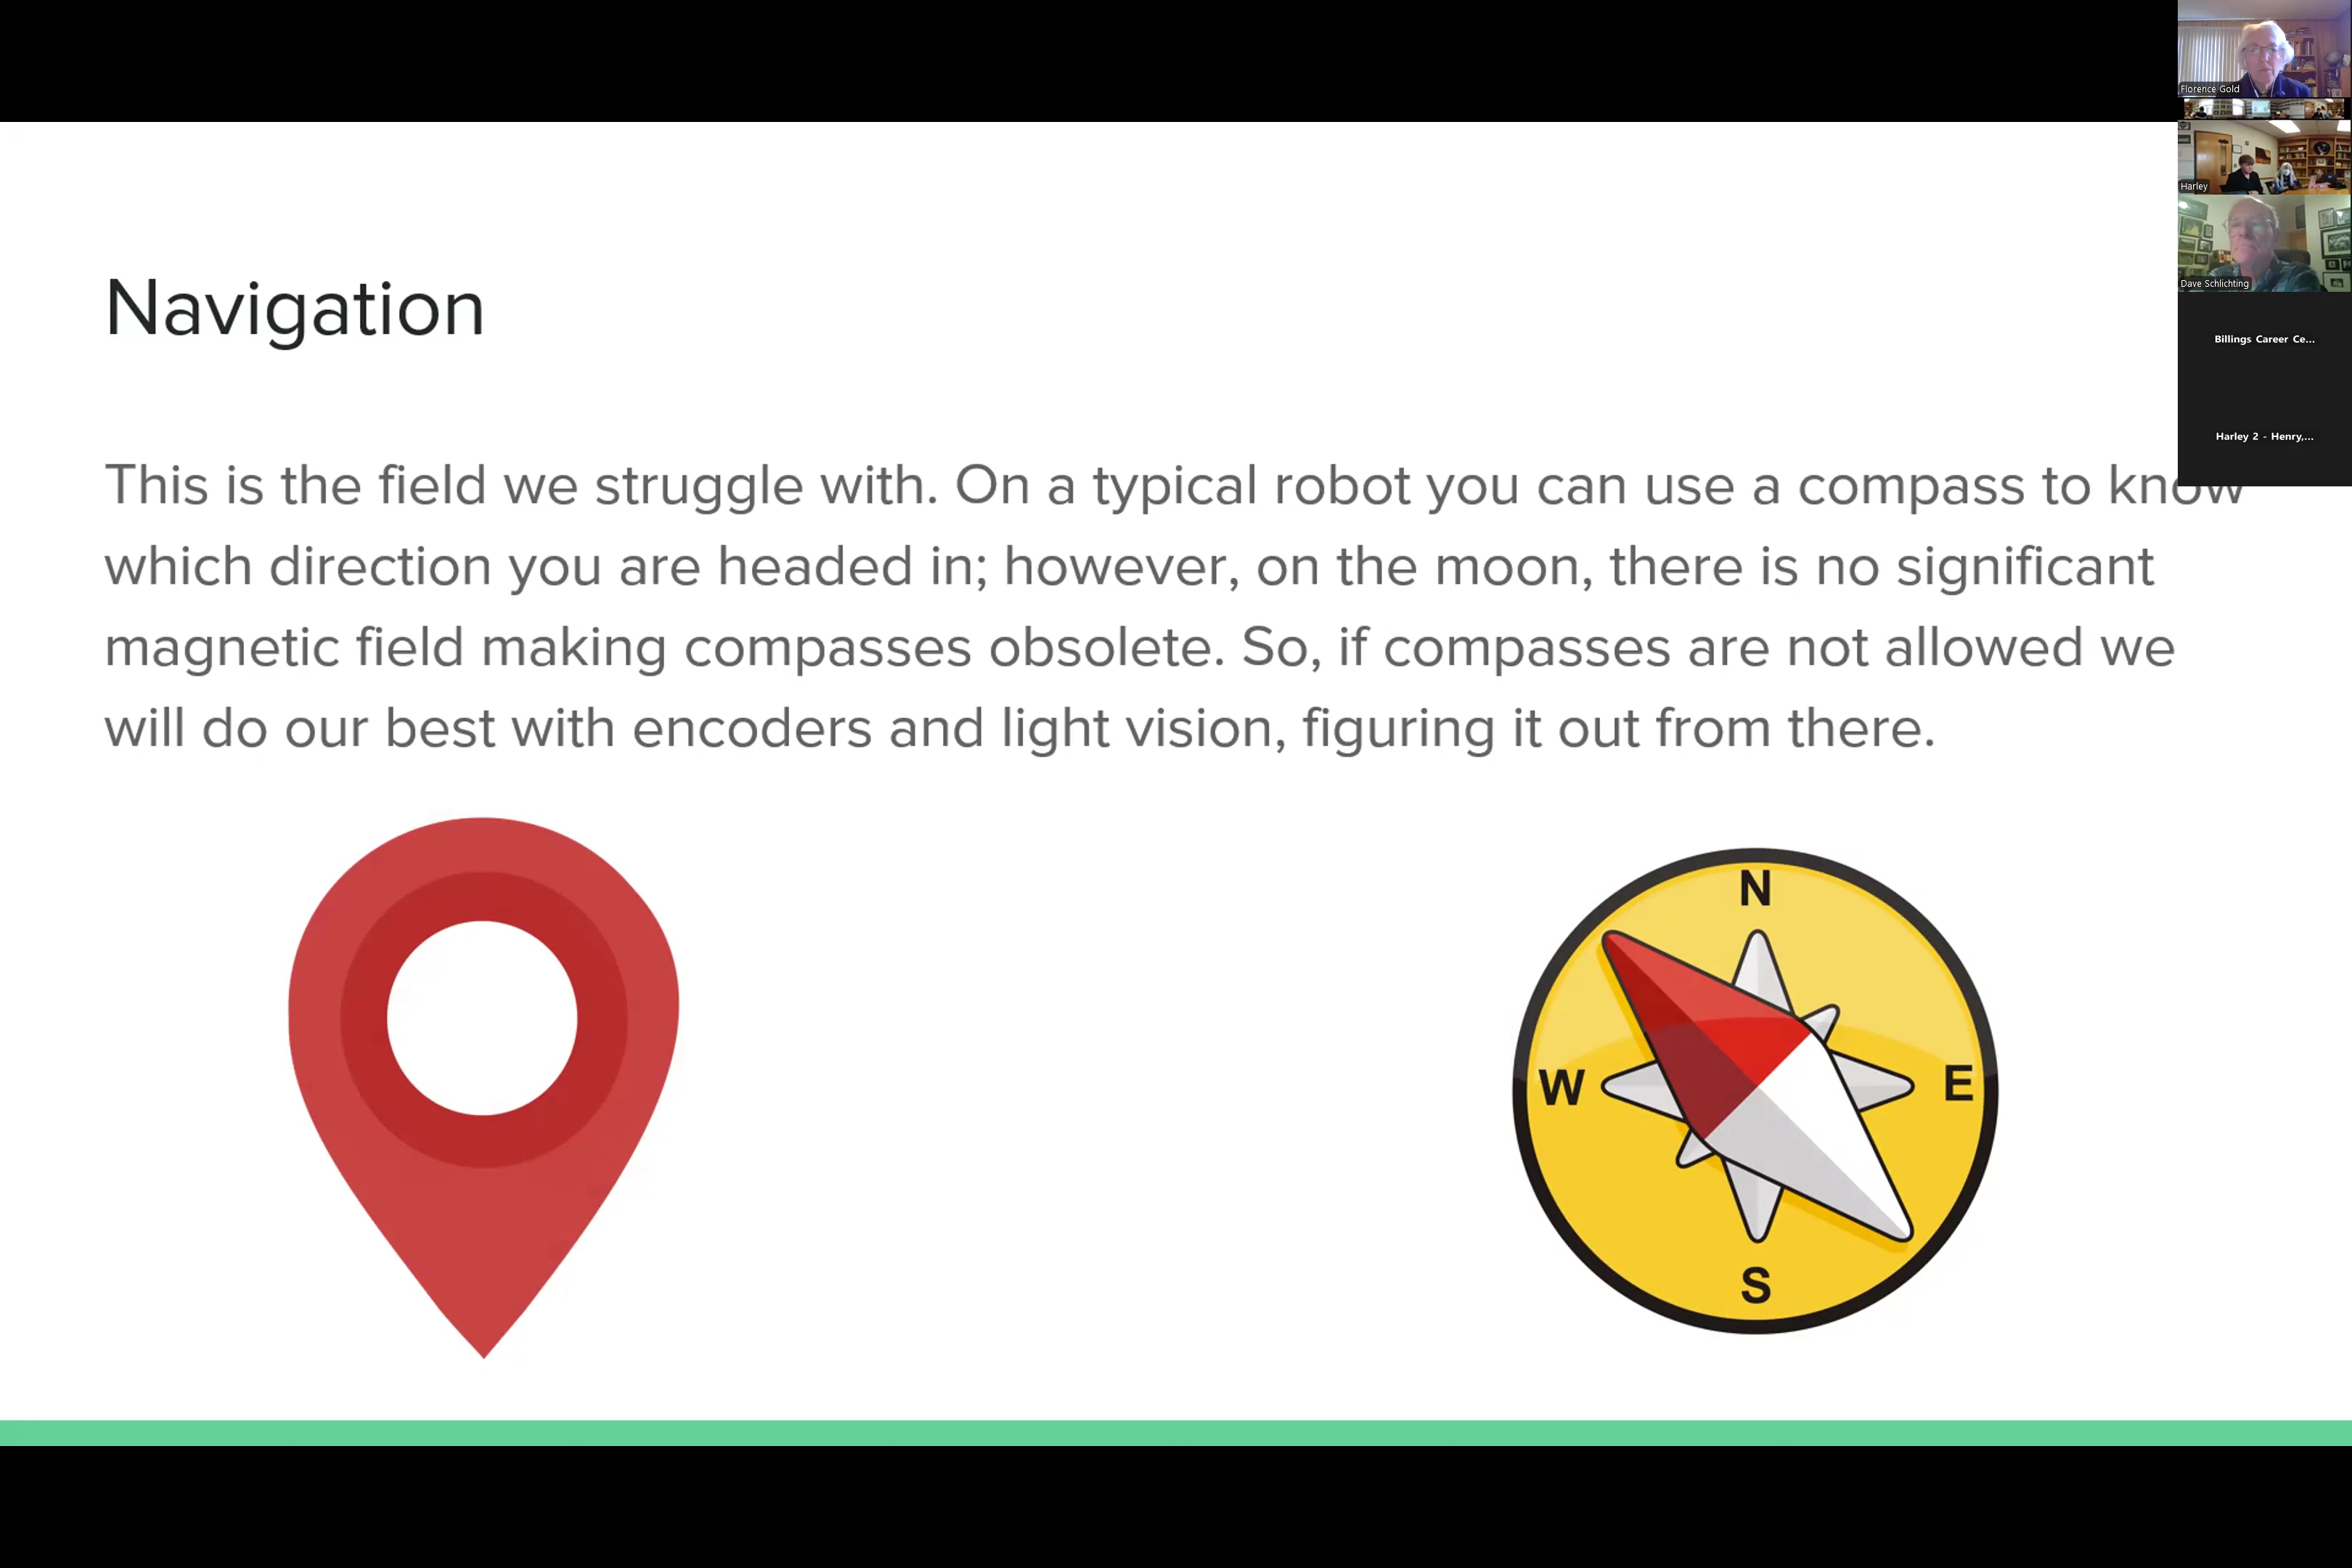 Florence Gold
Harley
Dave Schlichting
Billings Career Ce...
Harley 2 - Henry,...
Navigation
This is the field we struggle with. On a typical robot you can use a compass to know
which direction you are headed in; however, on the moon, there is no significant
magnetic field making compasses obsolete. So, if compasses are not allowed we
will do our best with encoders and light vision, figuring it out from there.
N
W
E
S